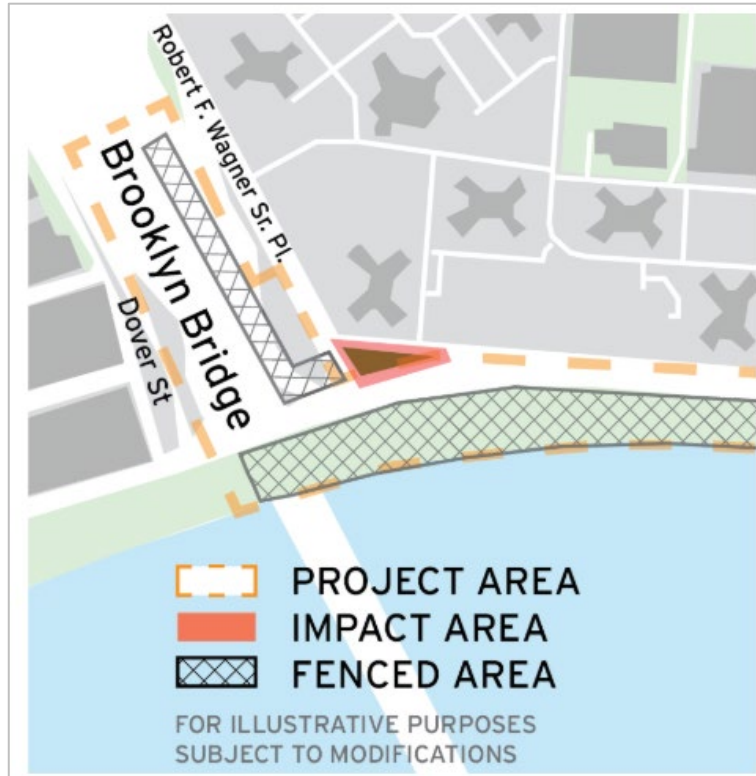 Robert F. Wagner Sr. Pl.
Brooklyn Bridge
Dover St
PROJECT AREA
IMPACT AREA
FENCED AREA
FOR ILLUSTRATIVE PURPOSES
SUBJECT TO MODIFICATIONS